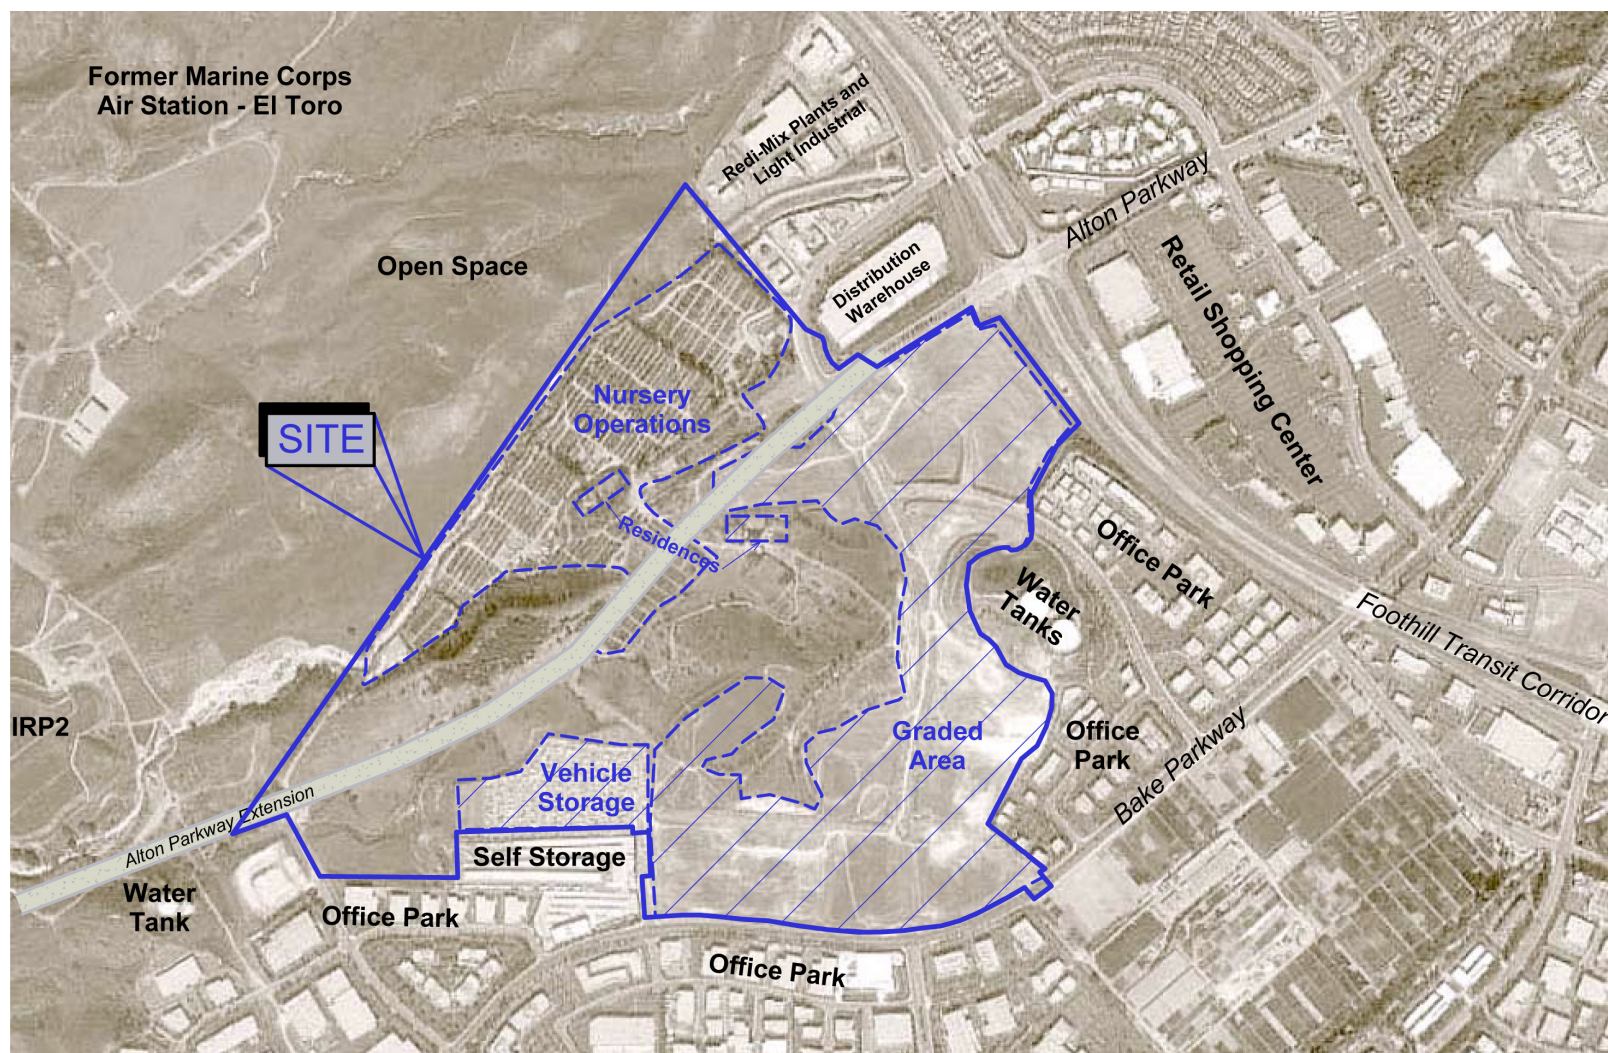 Former Marine Corps
Air Station - El Toro
Redi-Mix Plants and
Light Industrial
Alton Parkway
Open Space
Distribution
Warehouse
Retail Shopping Center
Nursery
Operations
SITE
Residences
Office Park
Water
Tanks
Foothill Transit Corridor
IRP2
Graded
Area
Office
Park
Vehicle
Storage
Bake Parkway
Alton Parkway Extension
Self Storage
Water
Tank
Office Park
Office Park